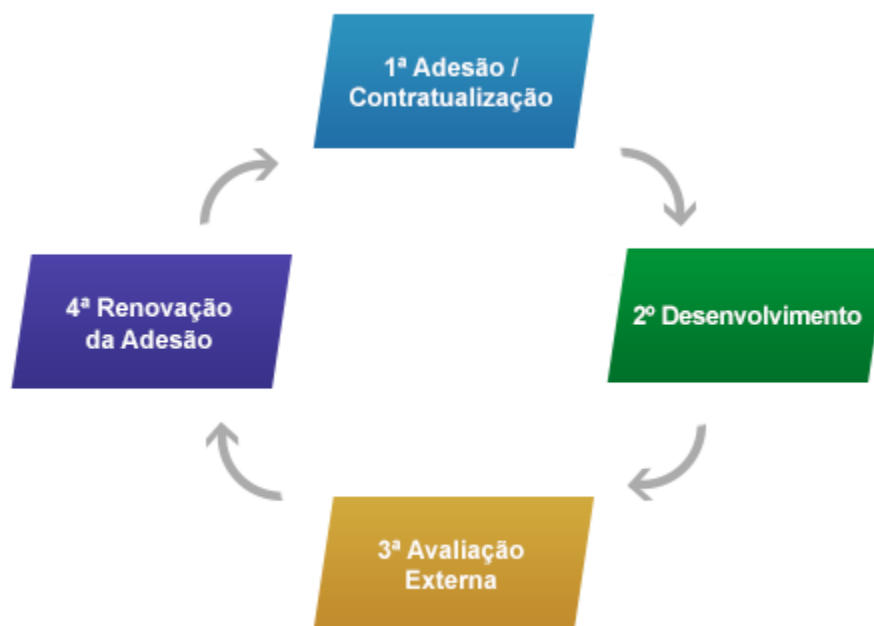 1ª Adesão /
Contratualização
2º Desenvolvimento
3ª Avaliação
Externa
4ª Renovação
da Adesão